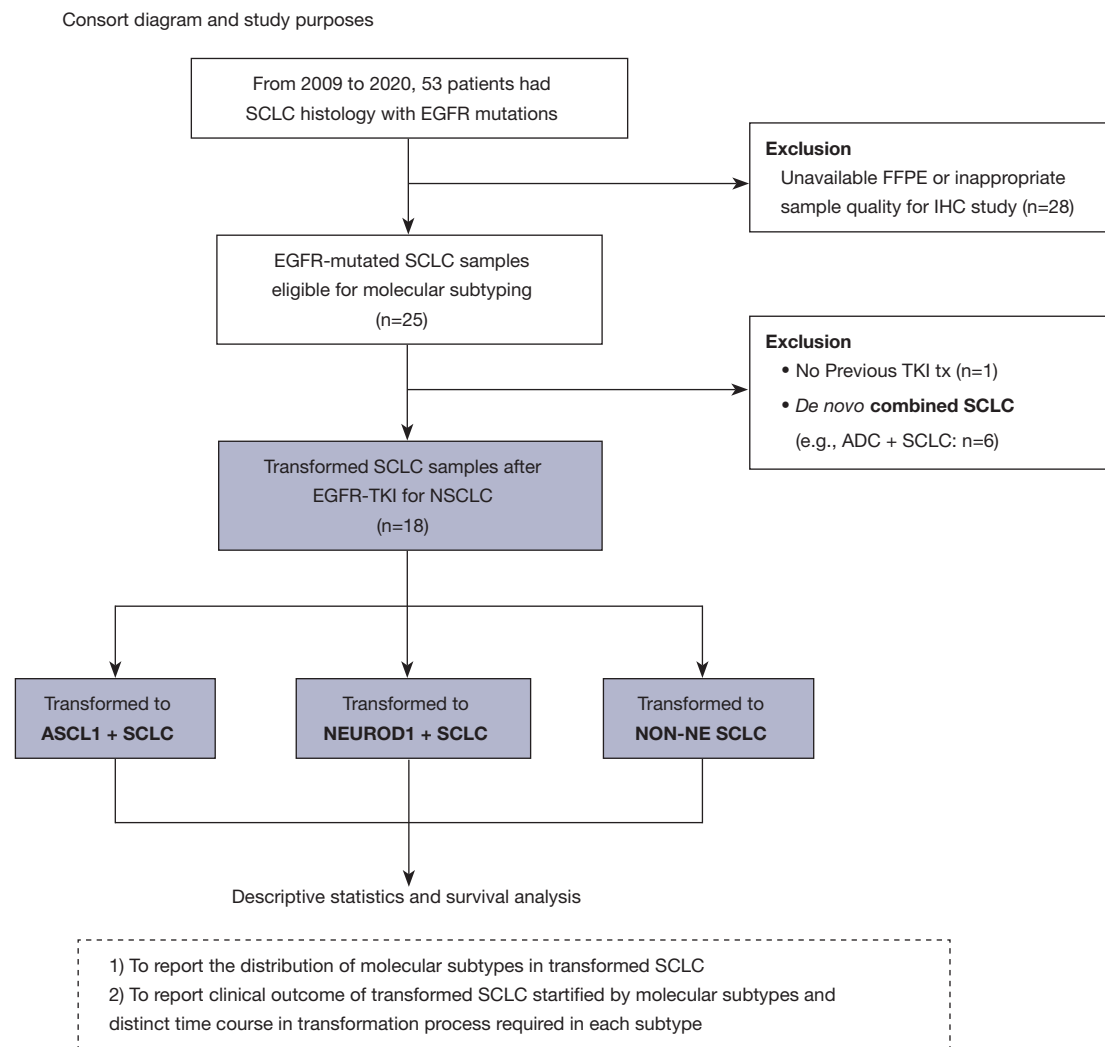 Consort diagram and study purposes
From 2009 to 2020, 53 patients had
SCLC histology with EGFR mutations
Exclusion
Unavailable FFPE or inappropriate
sample quality for IHC study (n=28)
EGFR-mutated SCLC samples
eligible for molecular subtyping
(n=25)
Exclusion
• No Previous TKI tx (n=1)
• De novo combined SCLC
(e.g., ADC + SCLC: n=6)
Transformed SCLC samples after
EGFR-TKI for NSCLC
(n=18)
Transformed to
ASCL1 + SCLC
Transformed to
NEUROD1 + SCLC
Transformed to
NON-NE SCLC
Descriptive statistics and survival analysis
1) To report the distribution of molecular subtypes in transformed SCLC
2) To report clinical outcome of transformed SCLC startified by molecular subtypes and
distinct time course in transformation process required in each subtype